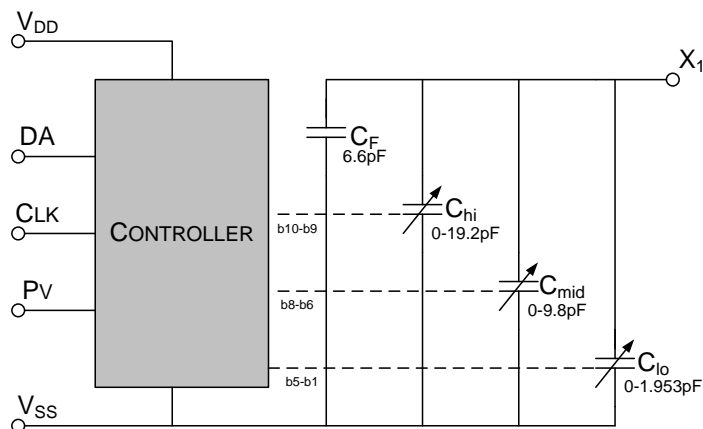 VDD
X1
DA
CF
6.6pF
CLK
Chi
CONTROLLER
b10-b9
0-19.2pF
PV
Cmid
b8-b6
0-9.8pF
Clo
b5-b1
0-1.953pF
VSS